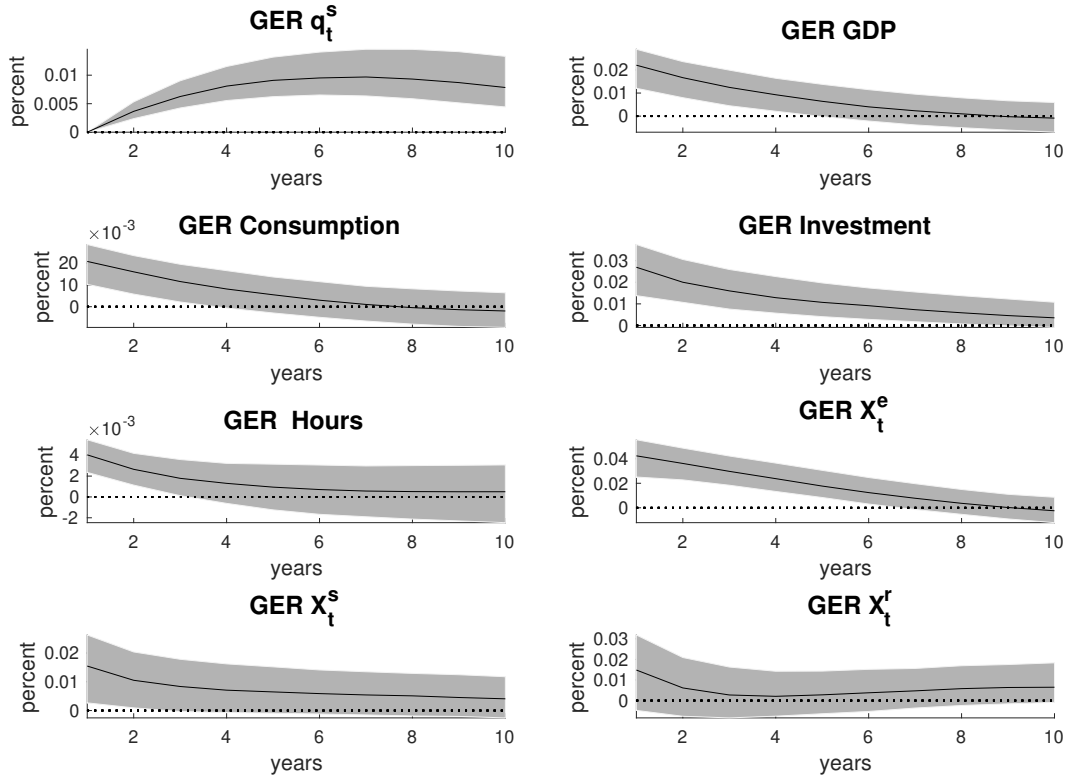 GER q_t^s
percent
0.01
0.005
0
2 4 6 8 10
years
GER GDP
percent
0.02
0.01
0
2 4 6 8 10
years
GER Consumption
×10^-3
percent
20
10
0
2 4 6 8 10
years
GER Investment
percent
0.03
0.02
0.01
0
2 4 6 8 10
years
GER Hours
×10^-3
percent
4
2
0
-2
2 4 6 8 10
years
GER X_t^e
percent
0.04
0.02
0
2 4 6 8 10
years
GER X_t^s
percent
0.02
0.01
0
2 4 6 8 10
years
GER X_t^r
percent
0.03
0.02
0.01
0
2 4 6 8 10
years